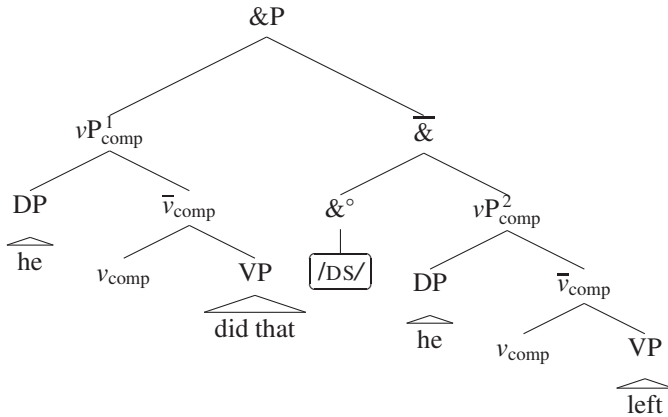 &P
vP¹comp &̅
DP v̅comp &° vP²comp
he vcomp VP /DS/ DP v̅comp
did that he vcomp VP
left